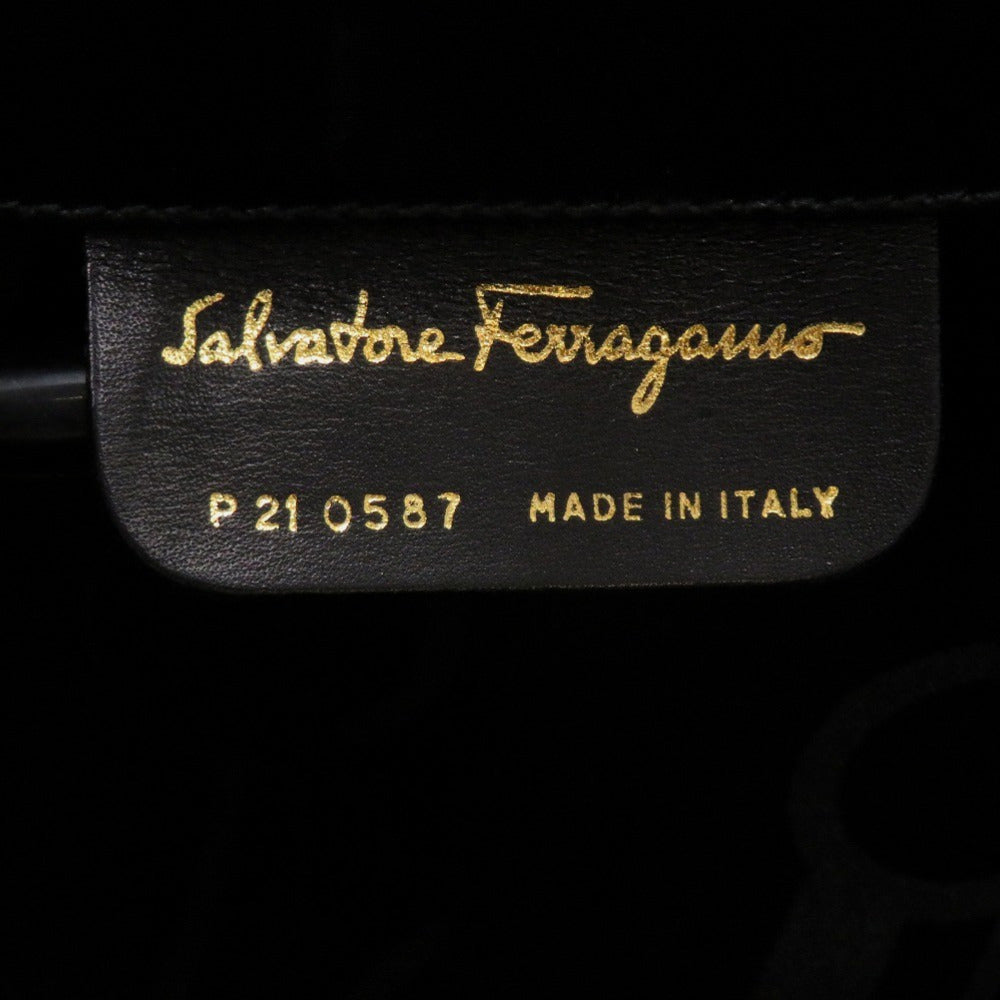 Salvatore Ferragamo
P 21 0587 MADE IN ITALY